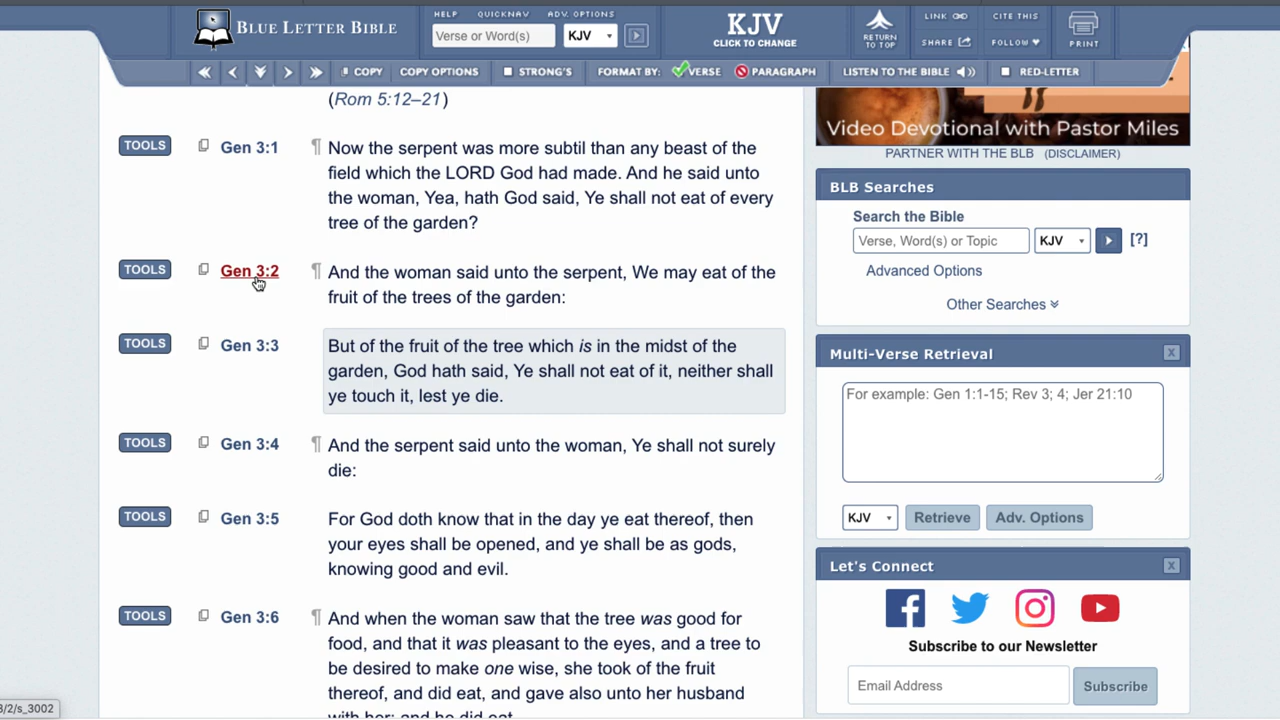 BLUE LETTER BIBLE
HELP QUICKNAV ADV. OPTIONS
Verse or Word(s) KJV
KJV
CLICK TO CHANGE
RETURN
TO TOP
LINK CITE THIS
SHARE FOLLOW
PRINT
COPY COPY OPTIONS STRONG'S FORMAT BY: VERSE PARAGRAPH LISTEN TO THE BIBLE RED-LETTER
(Rom 5:12–21)
TOOLS Gen 3:1 ¶ Now the serpent was more subtil than any beast of the
field which the LORD God had made. And he said unto
the woman, Yea, hath God said, Ye shall not eat of every
tree of the garden?
TOOLS Gen 3:2 ¶ And the woman said unto the serpent, We may eat of the
fruit of the trees of the garden:
TOOLS Gen 3:3 But of the fruit of the tree which is in the midst of the
garden, God hath said, Ye shall not eat of it, neither shall
ye touch it, lest ye die.
TOOLS Gen 3:4 ¶ And the serpent said unto the woman, Ye shall not surely
die:
TOOLS Gen 3:5 For God doth know that in the day ye eat thereof, then
your eyes shall be opened, and ye shall be as gods,
knowing good and evil.
TOOLS Gen 3:6 ¶ And when the woman saw that the tree was good for
food, and that it was pleasant to the eyes, and a tree to
be desired to make one wise, she took of the fruit
thereof, and did eat, and gave also unto her husband
with her; and he did eat.
Video Devotional with Pastor Miles
PARTNER WITH THE BLB (DISCLAIMER)
BLB Searches
Search the Bible
Verse, Word(s) or Topic KJV [?]
Advanced Options
Other Searches
Multi-Verse Retrieval X
For example: Gen 1:1-15; Rev 3; 4; Jer 21:10
KJV Retrieve Adv. Options
Let's Connect X
Subscribe to our Newsletter
Email Address Subscribe
3/2/s_3002